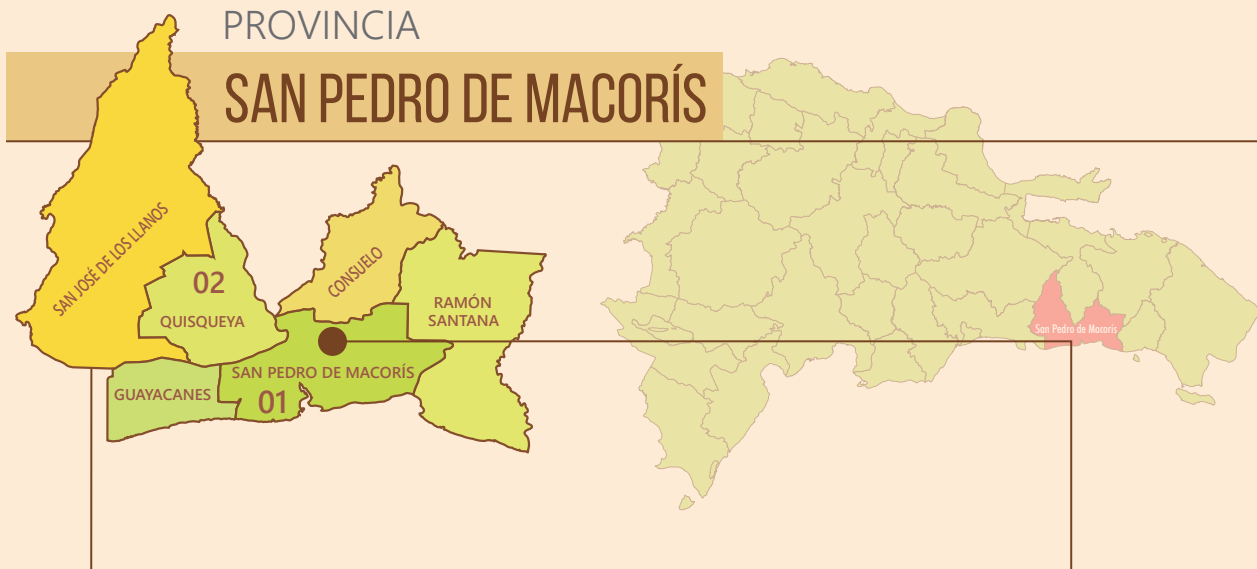 PROVINCIA
SAN PEDRO DE MACORÍS
SAN JOSÉ DE LOS LLANOS
02
QUISQUEYA
CONSUELO
RAMÓN
SANTANA
SAN PEDRO DE MACORÍS
01
GUAYACANES
San Pedro de Macorís